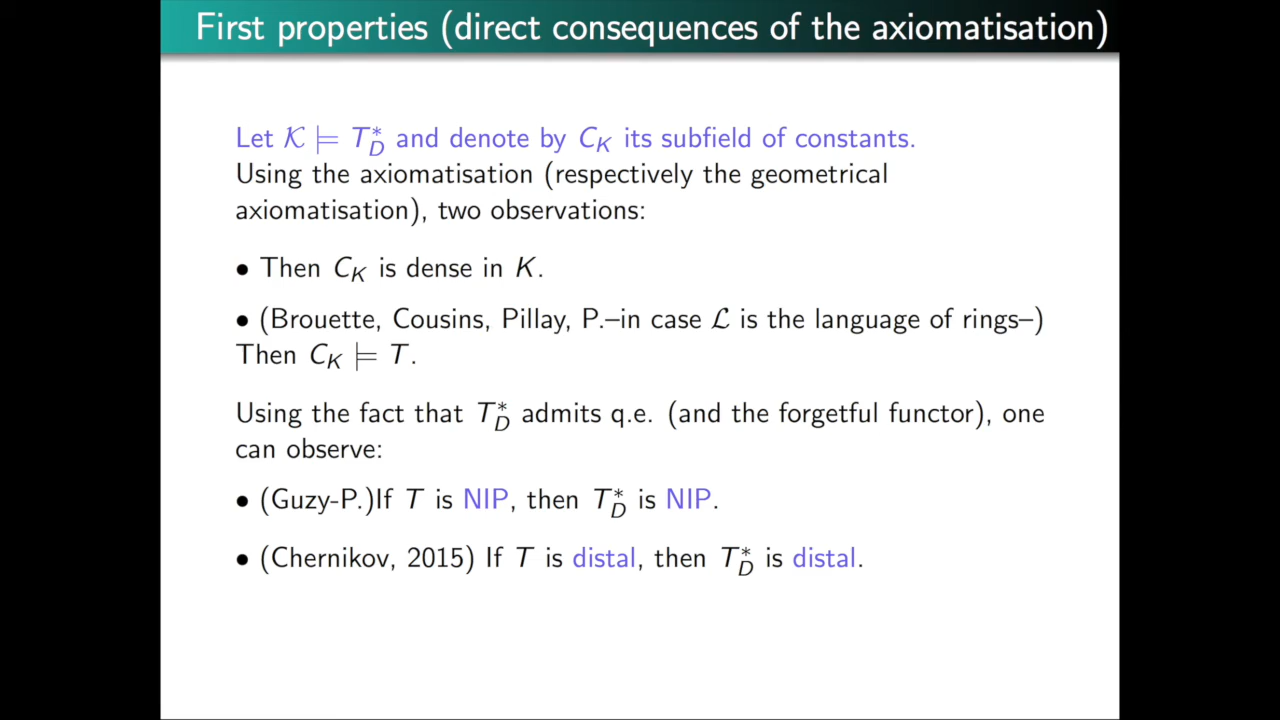 First properties (direct consequences of the axiomatisation)
Let 𝒦 ⊨ T*_D and denote by C_K its subfield of constants.
Using the axiomatisation (respectively the geometrical
axiomatisation), two observations:
• Then C_K is dense in K.
• (Brouette, Cousins, Pillay, P.–in case ℒ is the language of rings–)
Then C_K ⊨ T.
Using the fact that T*_D admits q.e. (and the forgetful functor), one
can observe:
• (Guzy-P.)If T is NIP, then T*_D is NIP.
• (Chernikov, 2015) If T is distal, then T*_D is distal.